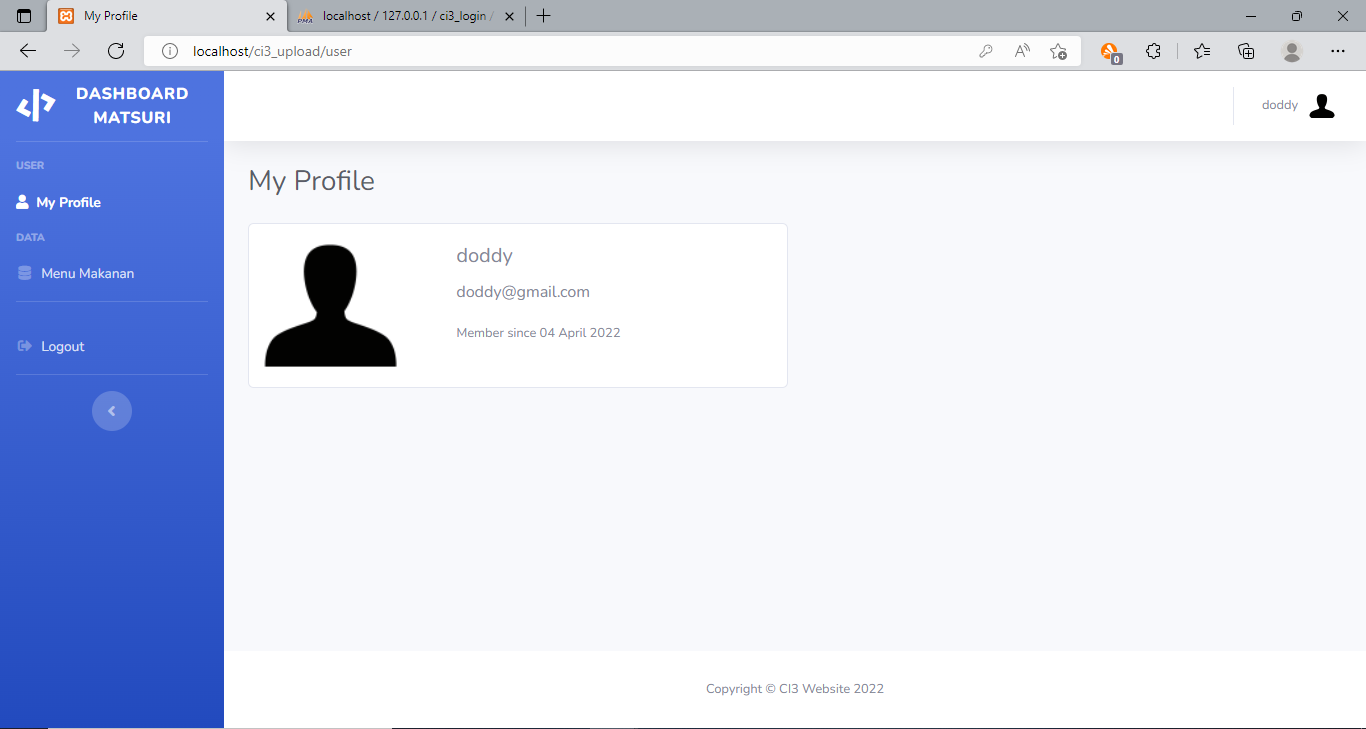 My Profile
localhost / 127.0.0.1 / ci3_login /
localhost/ci3_upload/user
A
0
DASHBOARD
MATSURI
doddy
USER
My Profile
DATA
Menu Makanan
Logout
My Profile
doddy
doddy@gmail.com
Member since 04 April 2022
Copyright © CI3 Website 2022